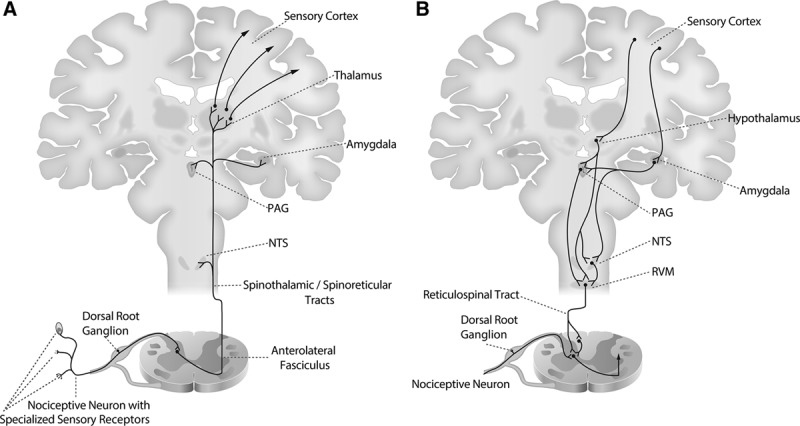 A
Sensory Cortex
Thalamus
Amygdala
PAG
NTS
Spinothalamic / Spinoreticular
Tracts
Dorsal Root
Ganglion
Anterolateral
Fasciculus
Nociceptive Neuron with
Specialized Sensory Receptors
B
Sensory Cortex
Hypothalamus
Amygdala
PAG
NTS
RVM
Reticulospinal Tract
Dorsal Root
Ganglion
Nociceptive Neuron